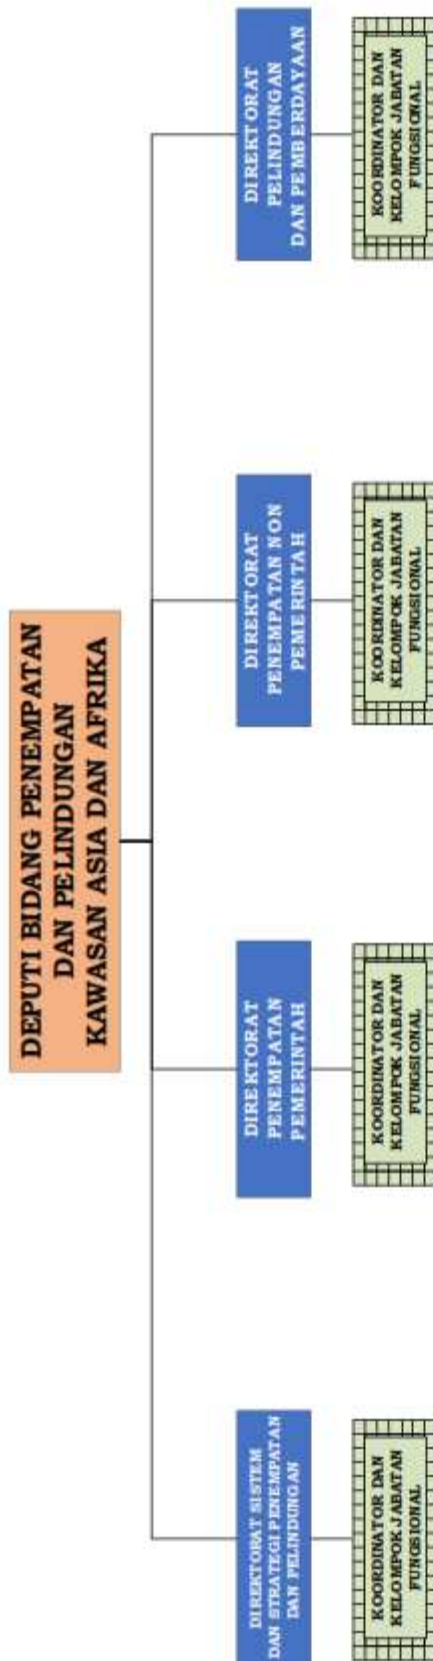 DEPUTI BIDANG PENEMPATAN
DAN PELINDUNGAN
KAWASAN ASIA DAN AFRIKA
DIREKTORAT SISTEM
DAN STRATEGI PENEMPATAN
DAN PELINDUNGAN
DIREKTORAT
PENEMPATAN
PEMERINTAH
DIREKTORAT
PENEMPATAN NON
PEMERINTAH
DIREKTORAT
PELINDUNGAN
DAN PEMBERDAYAAN
KOORDINATOR DAN
KELOMPOK JABATAN
FUNGSIONAL
KOORDINATOR DAN
KELOMPOK JABATAN
FUNGSIONAL
KOORDINATOR DAN
KELOMPOK JABATAN
FUNGSIONAL
KOORDINATOR DAN
KELOMPOK JABATAN
FUNGSIONAL